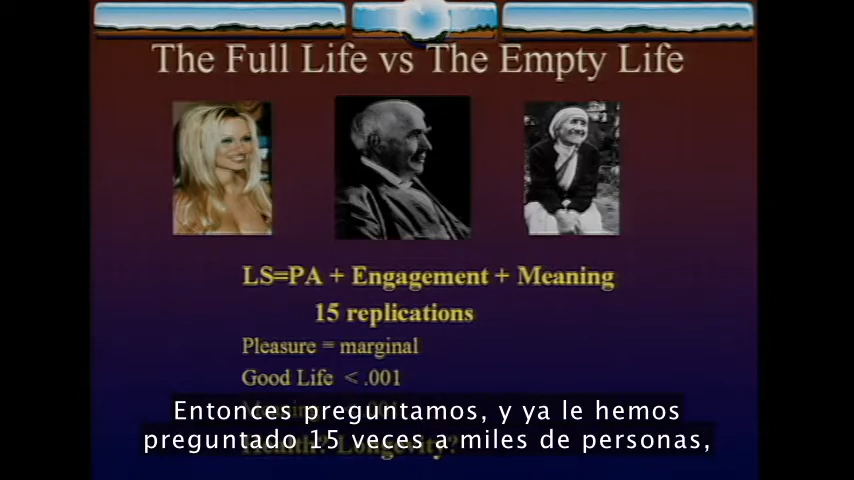 The Full Life vs The Empty Life
LS=PA + Engagement + Meaning
15 replications
Pleasure = marginal
Good Life < .001
Entonces preguntamos, y ya le hemos
preguntado 15 veces a miles de personas,